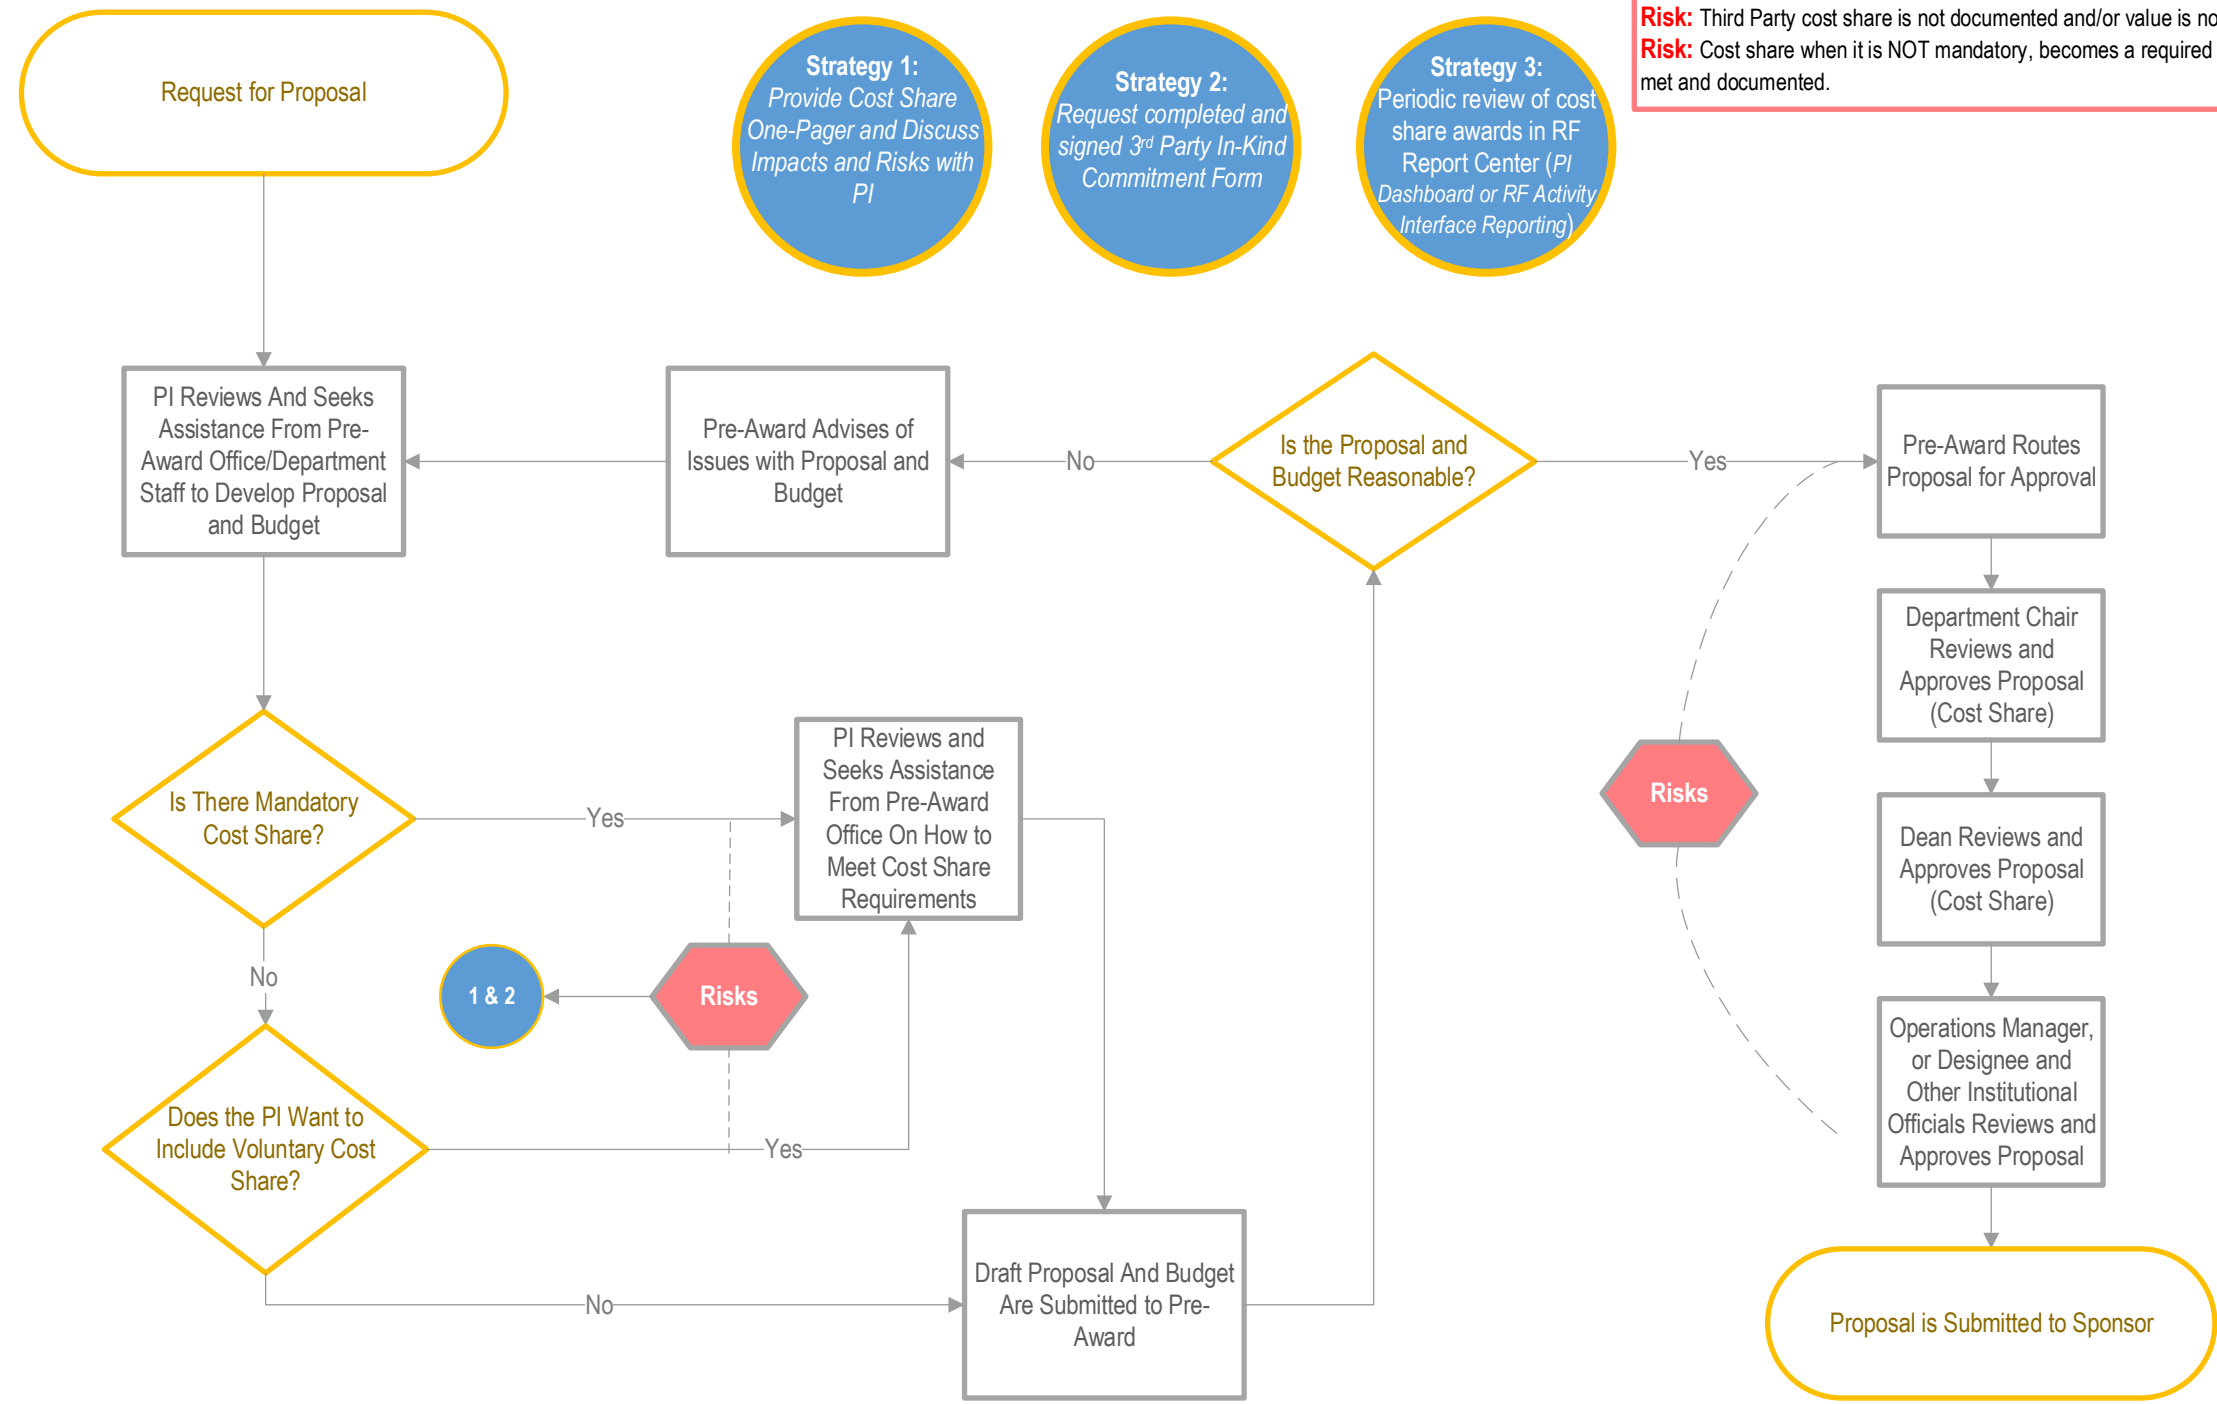 Request for Proposal
Strategy 1:
Provide Cost Share
One-Pager and Discuss
Impacts and Risks with
PI
Strategy 2:
Request completed and
signed 3rd Party In-Kind
Commitment Form
Strategy 3:
Periodic review of cost
share awards in RF
Report Center (PI
Dashboard or RF Activity
Interface Reporting)
Risk: Third Party cost share is not documented and/or value is
Risk: Cost share when it is NOT mandatory, becomes a required
met and documented.
PI Reviews And Seeks
Assistance From Pre-
Award Office/Department
Staff to Develop Proposal
and Budget
Pre-Award Advises of
Issues with Proposal and
Budget
No
Is the Proposal and
Budget Reasonable?
Yes
Pre-Award Routes
Proposal for Approval
Department Chair
Reviews and
Approves Proposal
(Cost Share)
Is There Mandatory
Cost Share?
Yes
PI Reviews and
Seeks Assistance
From Pre-Award
Office On How to
Meet Cost Share
Requirements
Risks
Dean Reviews and
Approves Proposal
(Cost Share)
No
1 & 2
Risks
Operations Manager,
or Designee and
Other Institutional
Officials Reviews and
Approves Proposal
Does the PI Want to
Include Voluntary Cost
Share?
Yes
No
Draft Proposal And Budget
Are Submitted to Pre-
Award
Proposal is Submitted to Sponsor